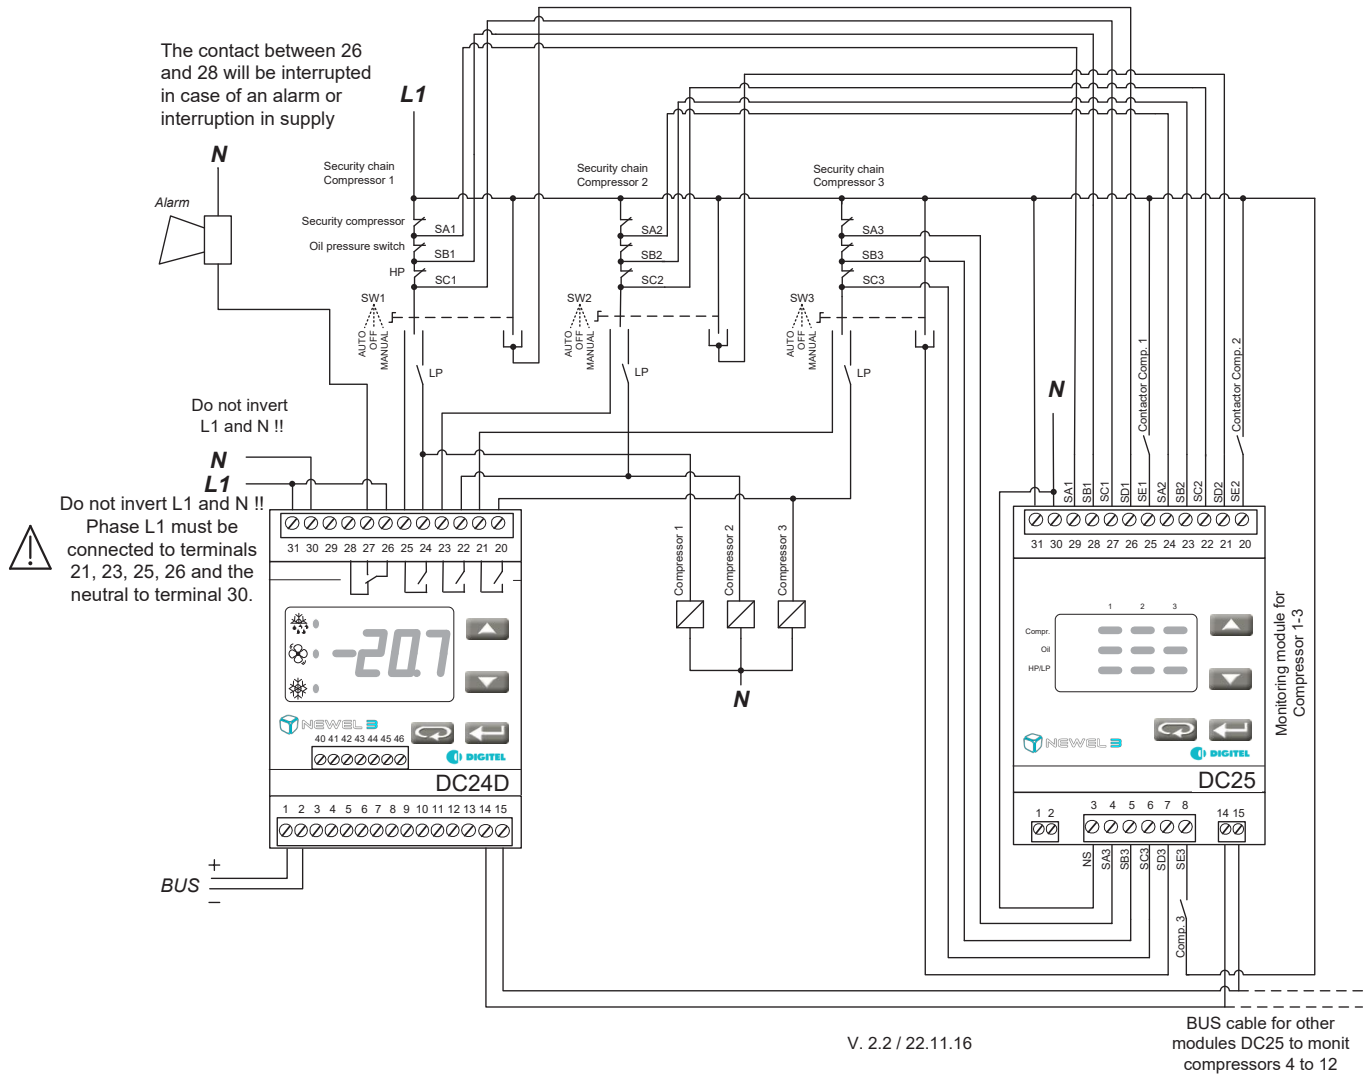 The contact between 26
and 28 will be interrupted
in case of an alarm or
interruption in supply
L1
N
Alarm
Security chain
Compressor 1
Security chain
Compressor 2
Security chain
Compressor 3
Security compressor
Oil pressure switch
HP
SA1
SB1
SC1
SA2
SB2
SC2
SA3
SB3
SC3
SW1
AUTO
OFF
MANUAL
SW2
AUTO
OFF
MANUAL
SW3
AUTO
OFF
MANUAL
LP
LP
LP
Do not invert
L1 and N !!
N
L1
Do not invert L1 and N !!
Phase L1 must be
connected to terminals
21, 23, 25, 26 and the
neutral to terminal 30.
31 30 29 28 27 26 25 24 23 22 21 20
-20.7
NEWEL 3
40 41 42 43 44 45 46
DIGITEL
DC24D
1 2 3 4 5 6 7 8 9 10 11 12 13 14 15
+
BUS
–
Compressor 1
Compressor 2
Compressor 3
N
N
Contactor Comp. 1
Contactor Comp. 2
SA1
SB1
SC1
SD1
SE1
SA2
SB2
SC2
SD2
SE2
31 30 29 28 27 26 25 24 23 22 21 20
1 2 3
Compr.
Oil
HP/LP
Monitoring module for
Compressor 1-3
NEWEL 3
DIGITEL
DC25
1 2
3 4 5 6 7 8
14 15
NS
SA3
SB3
SC3
SD3
SE3
Comp. 3
V. 2.2 / 22.11.16
BUS cable for other
modules DC25 to monit
compressors 4 to 12